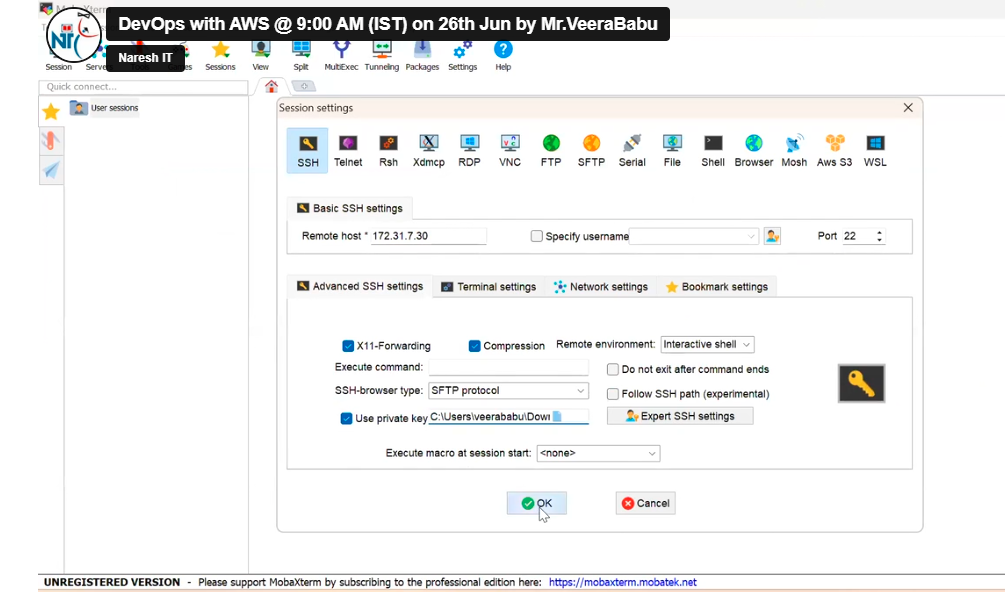 DevOps with AWS @ 9:00 AM (IST) on 26th Jun by Mr.VeeraBabu
NiT
Naresh IT
Session
Servers
Sessions
View
Split
MultiExec
Tunneling
Packages
Settings
Help
Quick connect...
User sessions
Session settings
SSH
Telnet
Rsh
Xdmcp
RDP
VNC
FTP
SFTP
Serial
File
Shell
Browser
Mosh
Aws S3
WSL
Basic SSH settings
Remote host * 172.31.7.30
Specify username
Port 22
Advanced SSH settings
Terminal settings
Network settings
Bookmark settings
X11-Forwarding
Compression
Remote environment: Interactive shell
Execute command:
Do not exit after command ends
SSH-browser type: SFTP protocol
Follow SSH path (experimental)
Use private key C:\Users\veerababu\Down
Expert SSH settings
Execute macro at session start: <none>
OK
Cancel
UNREGISTERED VERSION - Please support MobaXterm by subscribing to the professional edition here: https://mobaxterm.mobatek.net